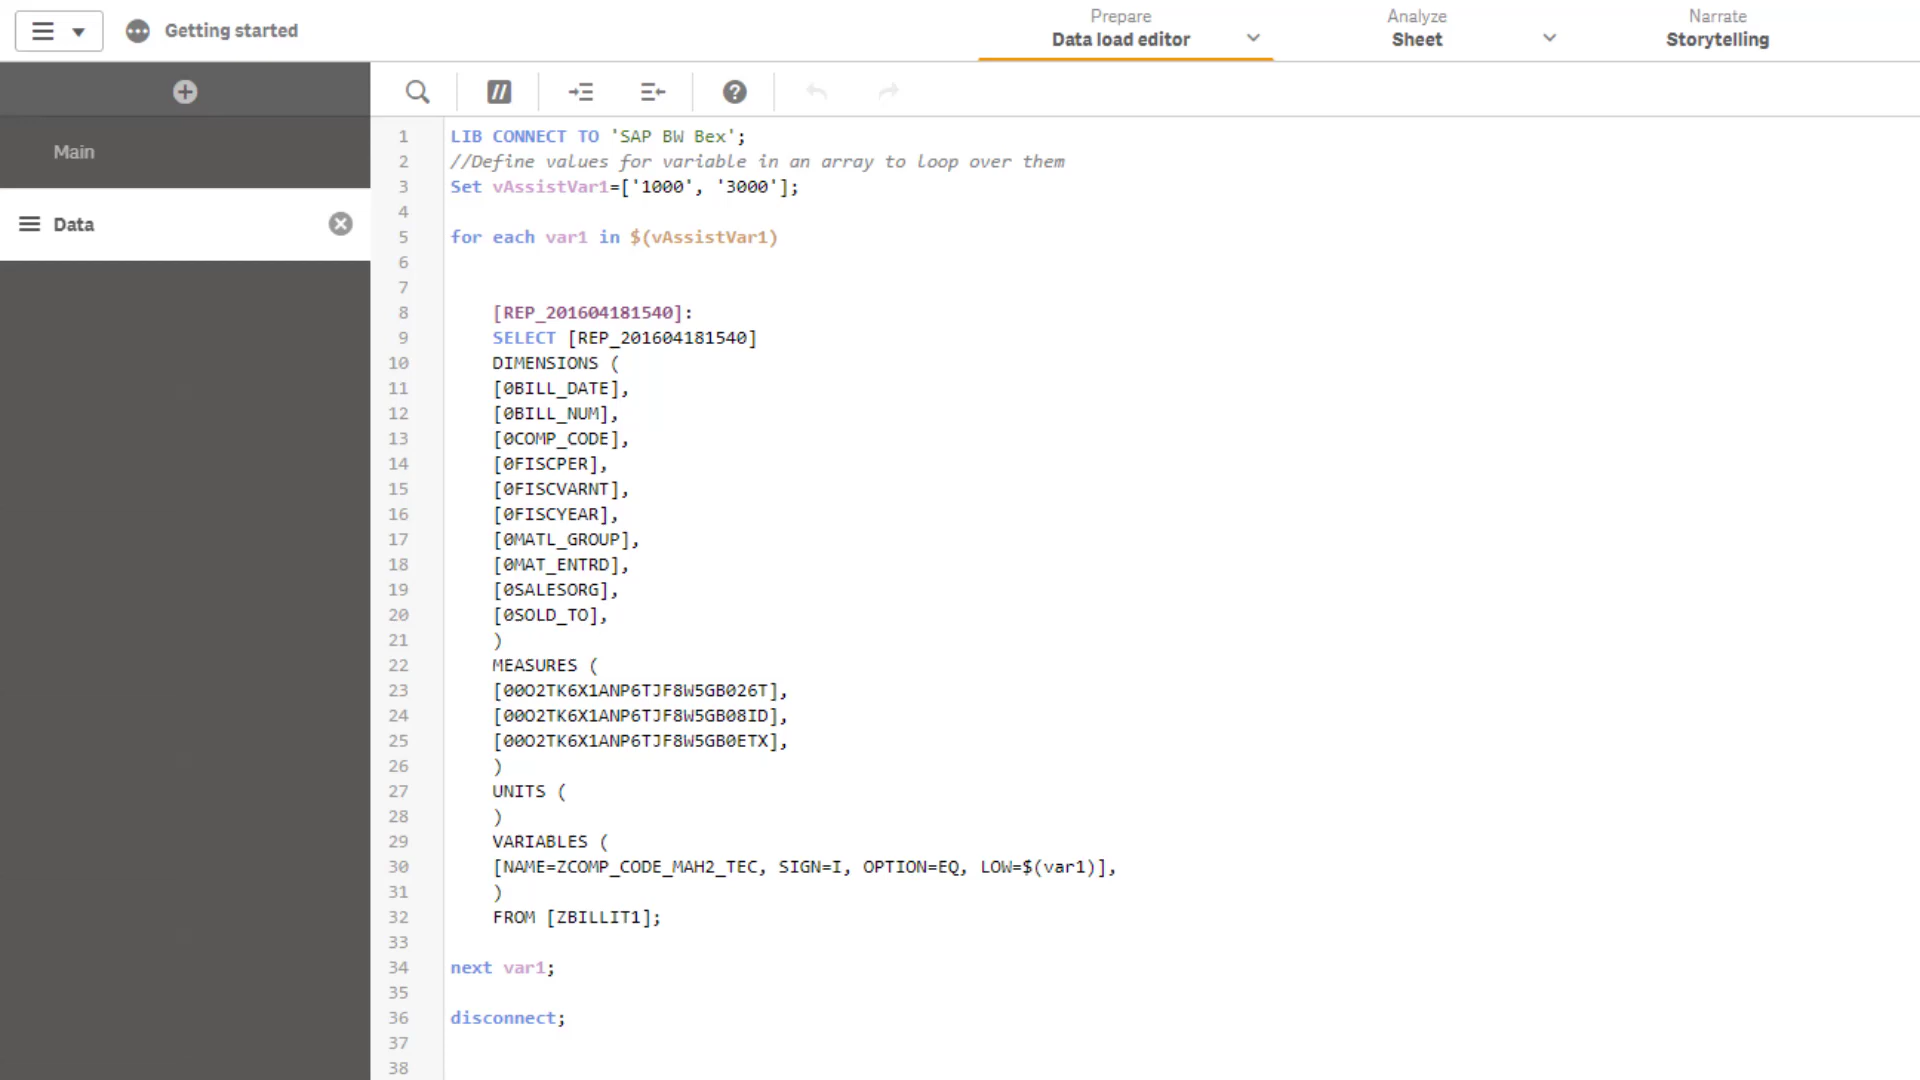 Getting started
Prepare
Data load editor
Analyze
Sheet
Narrate
Storytelling
Main
Data
1 LIB CONNECT TO 'SAP BW Bex';
2 //Define values for variable in an array to loop over them
3 Set vAssistVar1=['1000', '3000'];
4
5 for each var1 in $(vAssistVar1)
6
7
8 [REP_201604181540]:
9 SELECT [REP_201604181540]
10 DIMENSIONS (
11 [0BILL_DATE],
12 [0BILL_NUM],
13 [0COMP_CODE],
14 [0FISCPER],
15 [0FISCVARNT],
16 [0FISCYEAR],
17 [0MATL_GROUP],
18 [0MAT_ENTRD],
19 [0SALESORG],
20 [0SOLD_TO],
21 )
22 MEASURES (
23 [00O2TK6X1ANP6TJF8W5GB026T],
24 [00O2TK6X1ANP6TJF8W5GB08ID],
25 [00O2TK6X1ANP6TJF8W5GB0ETX],
26 )
27 UNITS (
28 )
29 VARIABLES (
30 [NAME=ZCOMP_CODE_MAH2_TEC, SIGN=I, OPTION=EQ, LOW=$(var1)],
31 )
32 FROM [ZBILLIT1];
33
34 next var1;
35
36 disconnect;
37
38